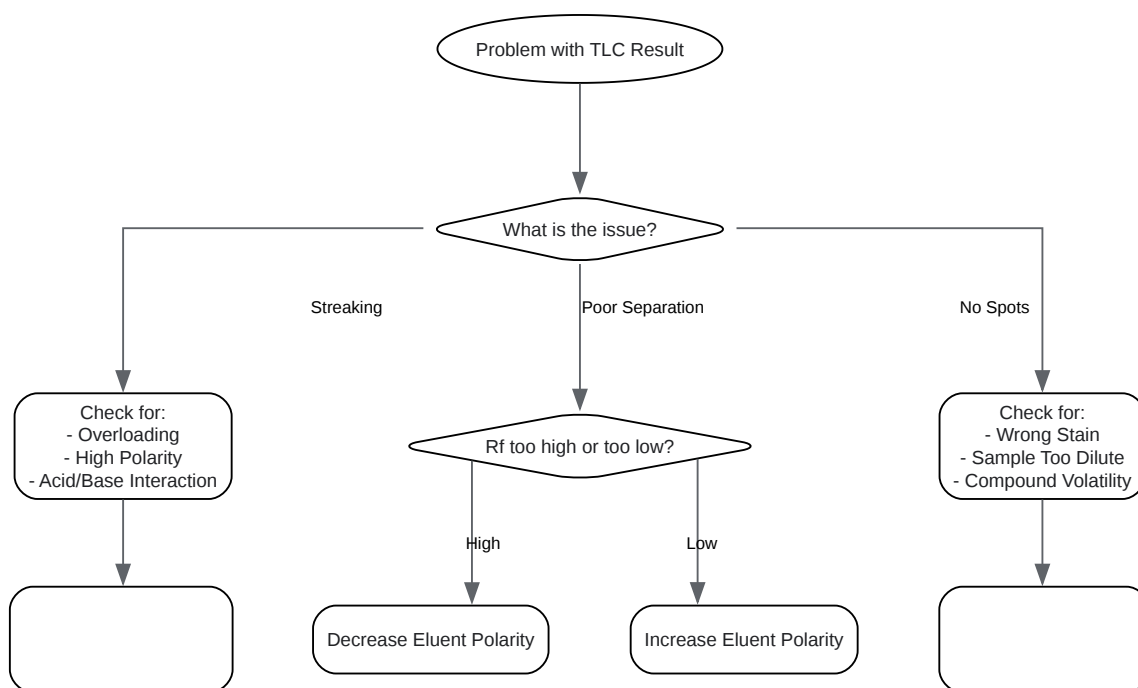 Problem with TLC Result
What is the issue?
Streaking
Poor Separation
No Spots
Check for:
- Overloading
- High Polarity
- Acid/Base Interaction
Rf too high or too low?
Check for:
- Wrong Stain
- Sample Too Dilute
- Compound Volatility
High
Low
Decrease Eluent Polarity
Increase Eluent Polarity